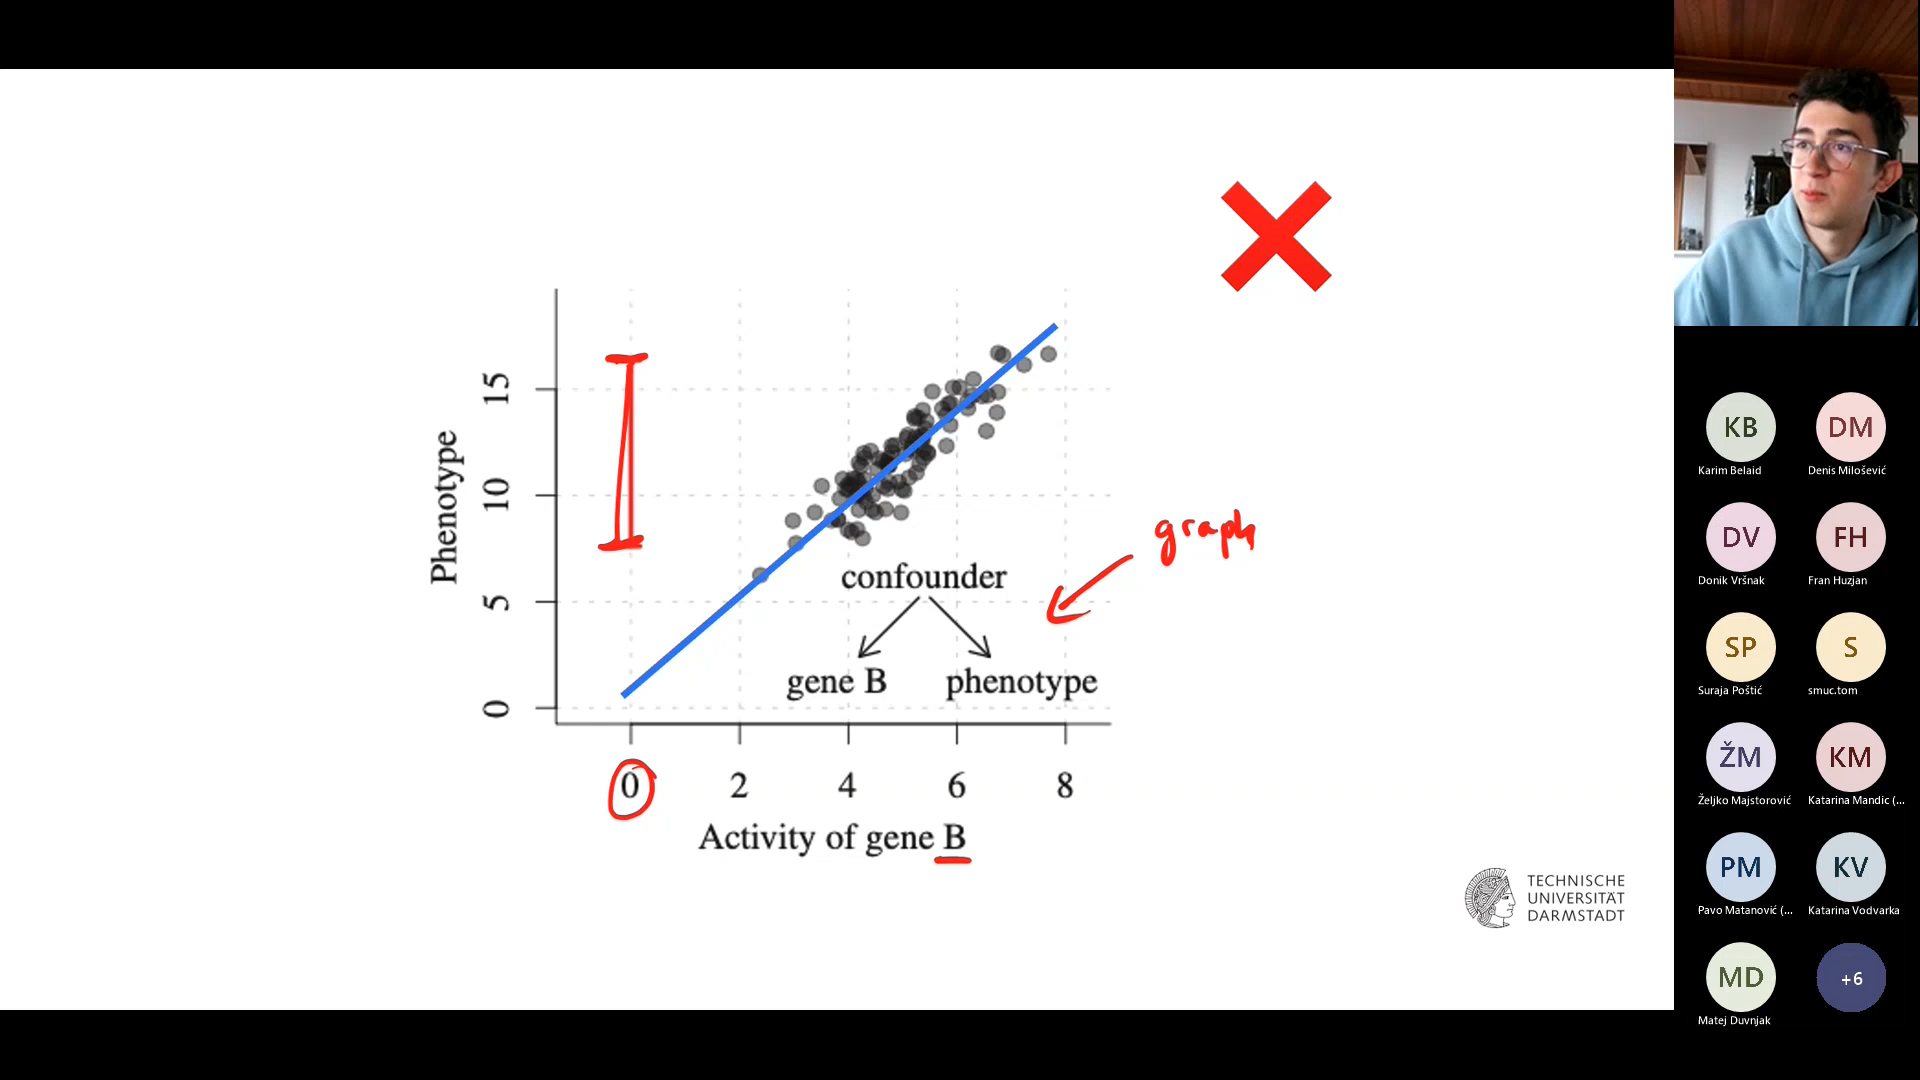 Phenotype
15
10
5
0
confounder
gene B
phenotype
graph
0
2
4
6
8
Activity of gene B
TECHNISCHE
UNIVERSITÄT
DARMSTADT
KB
Karim Belaid
DM
Denis Milošević
DV
Donik Vršnak
FH
Fran Huzjan
SP
Suraja Poštić
S
smuc.tom
ŽM
Željko Majstorović
KM
Katarina Mandic (...
PM
Pavo Matanović (...
KV
Katarina Vodvarka
MD
Matej Duvnjak
+6